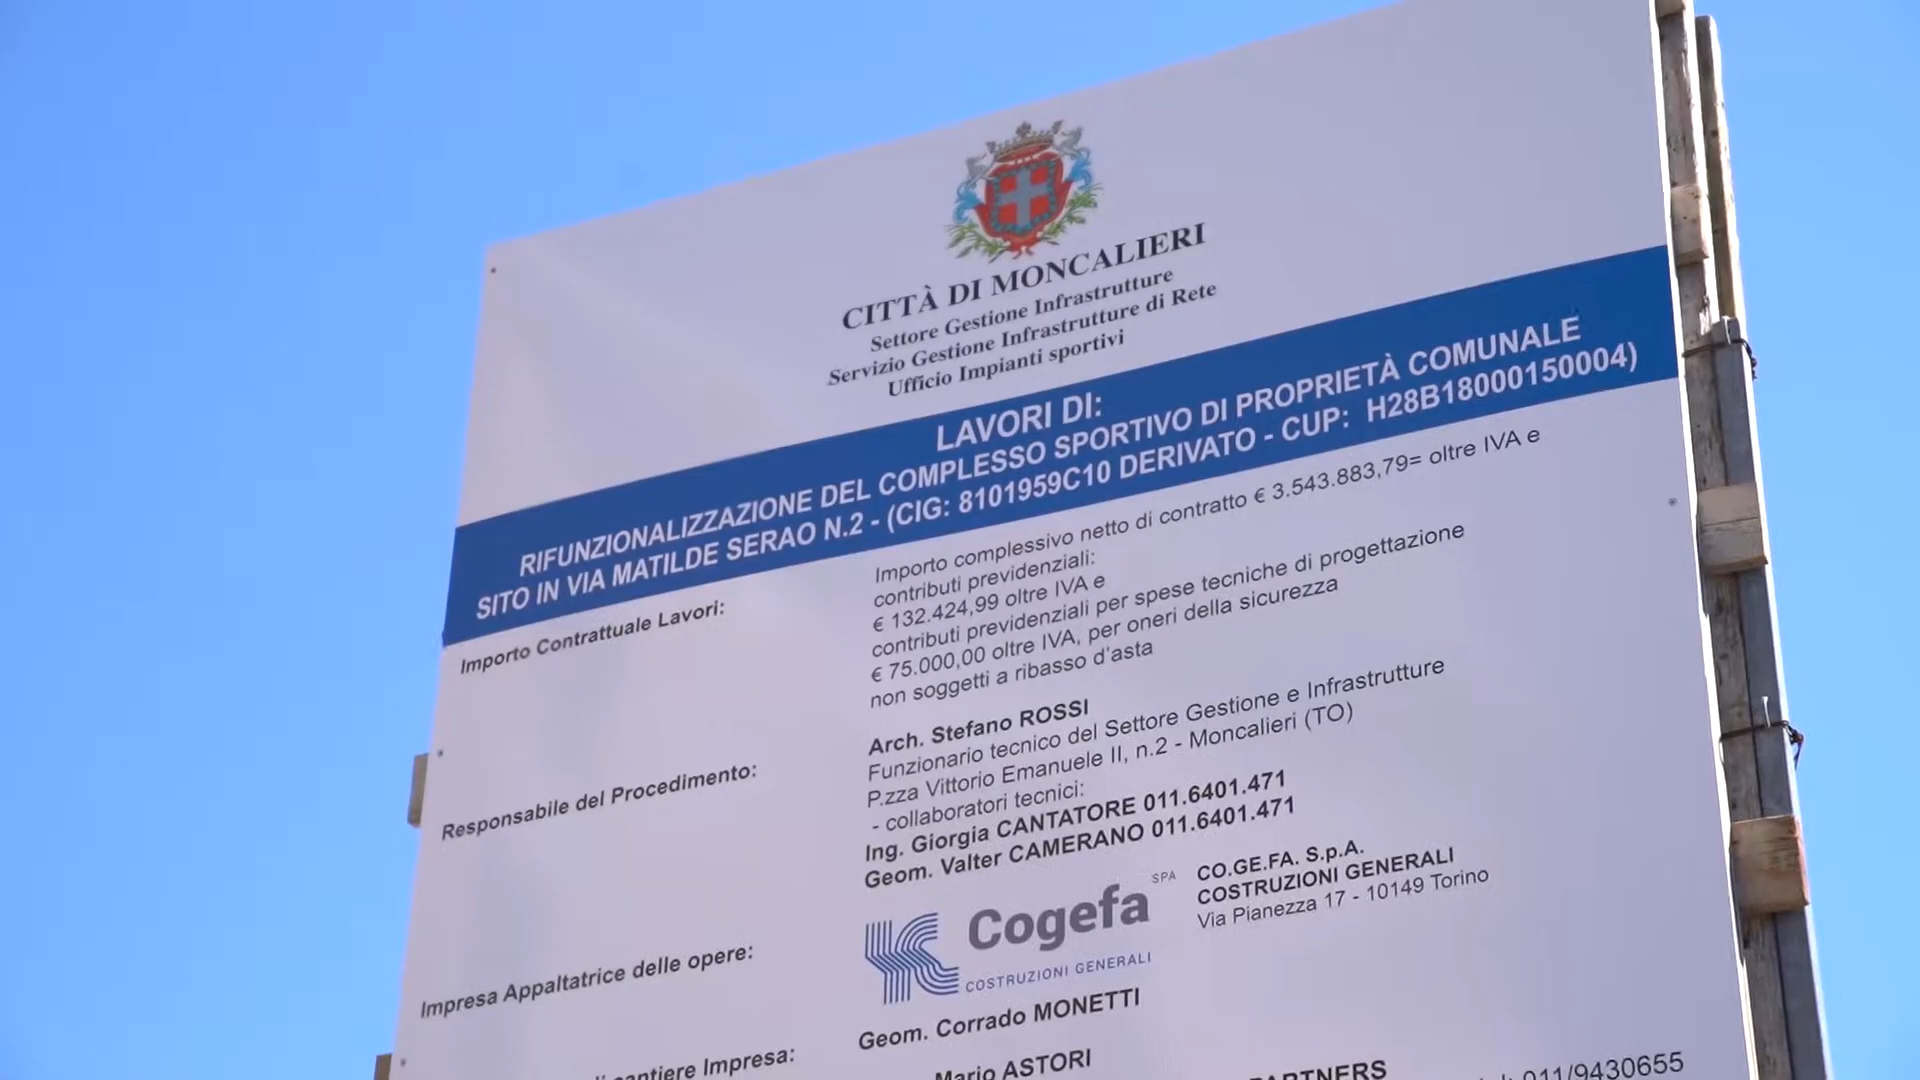 CITTÀ DI MONCALIERI
Settore Gestione Infrastrutture
Servizio Gestione Infrastrutture di Rete
Ufficio Impianti sportivi
LAVORI DI:
RIFUNZIONALIZZAZIONE DEL COMPLESSO SPORTIVO DI PROPRIETÀ COMUNALE
SITO IN VIA MATILDE SERAO N.2 - (CIG: 8101959C10 DERIVATO - CUP: H28B18000150004)
Importo Contrattuale Lavori:
Importo complessivo netto di contratto € 3.543.883,79= oltre IVA e
contributi previdenziali:
€ 132.424,99 oltre IVA e
contributi previdenziali per spese tecniche di progettazione
€ 75.000,00 oltre IVA, per oneri della sicurezza
non soggetti a ribasso d'asta
Responsabile del Procedimento:
Arch. Stefano ROSSI
Funzionario tecnico del Settore Gestione e Infrastrutture
P.zza Vittorio Emanuele II, n.2 - Moncalieri (TO)
- collaboratori tecnici:
Ing. Giorgia CANTATORE 011.6401.471
Geom. Valter CAMERANO 011.6401.471
Impresa Appaltatrice delle opere:
Cogefa SPA
COSTRUZIONI GENERALI
CO.GE.FA. S.p.A.
COSTRUZIONI GENERALI
Via Pianezza 17 - 10149 Torino
Geom. Corrado MONETTI
cantiere Impresa:
Mario ASTORI
PARTNERS
011/9430655